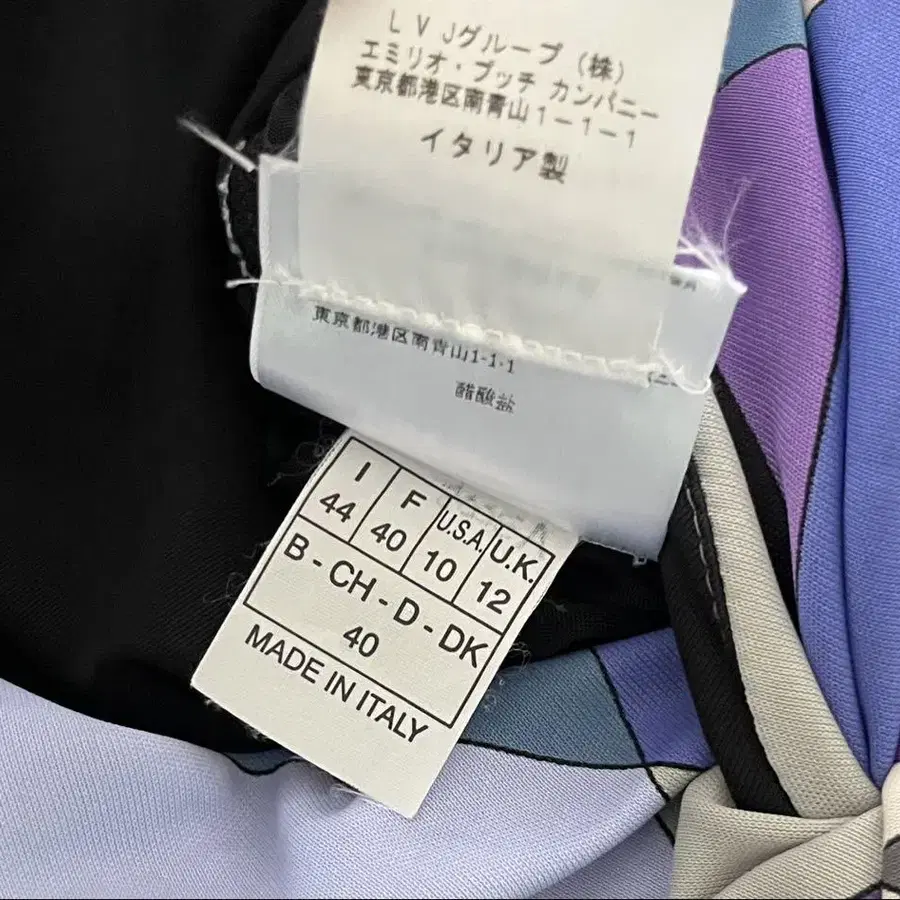 LVJグループ (株)
エミリオ・プッチ カンパニー
東京都港区南青山1-1-1
イタリア製
東京都港区南青山1-1-1
醋酸盐
I F U.S.A. U.K.
44 40 10 12
B - CH - D - DK
40
MADE IN ITALY